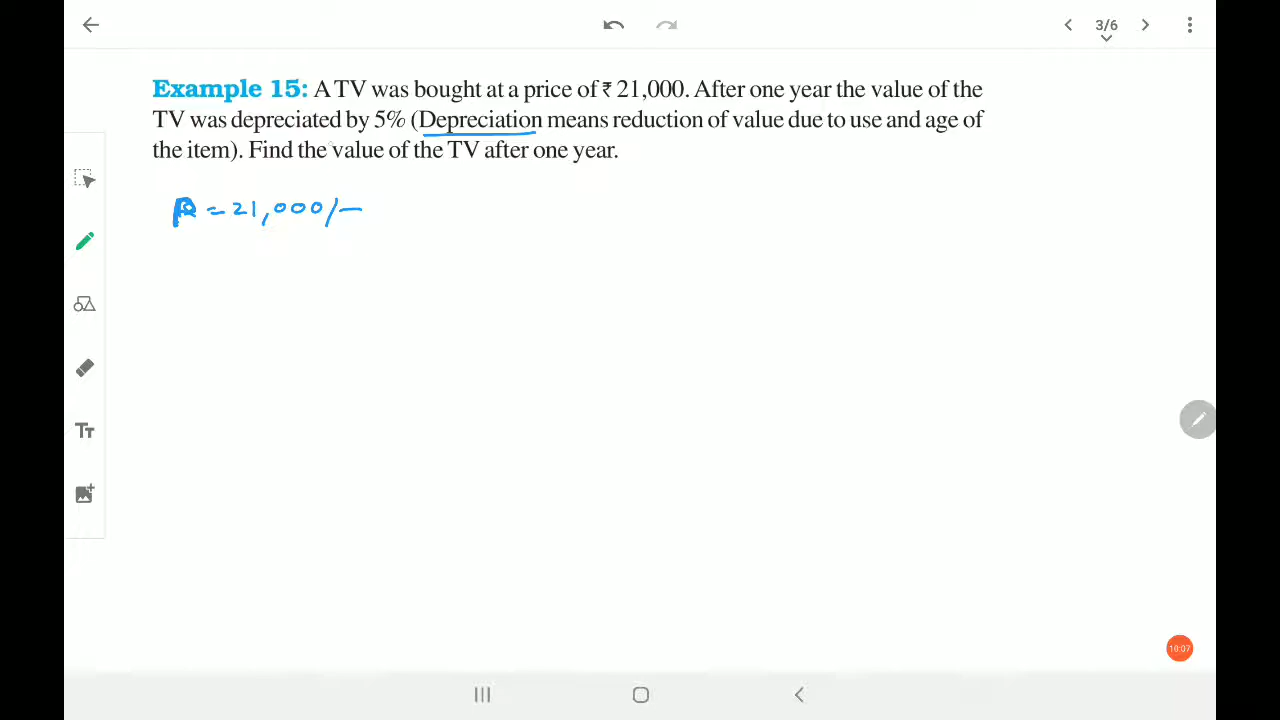 3/6
Example 15: A TV was bought at a price of ₹ 21,000. After one year the value of the
TV was depreciated by 5% (Depreciation means reduction of value due to use and age of
the item). Find the value of the TV after one year.
P = 21,000/-
Tт
10:07